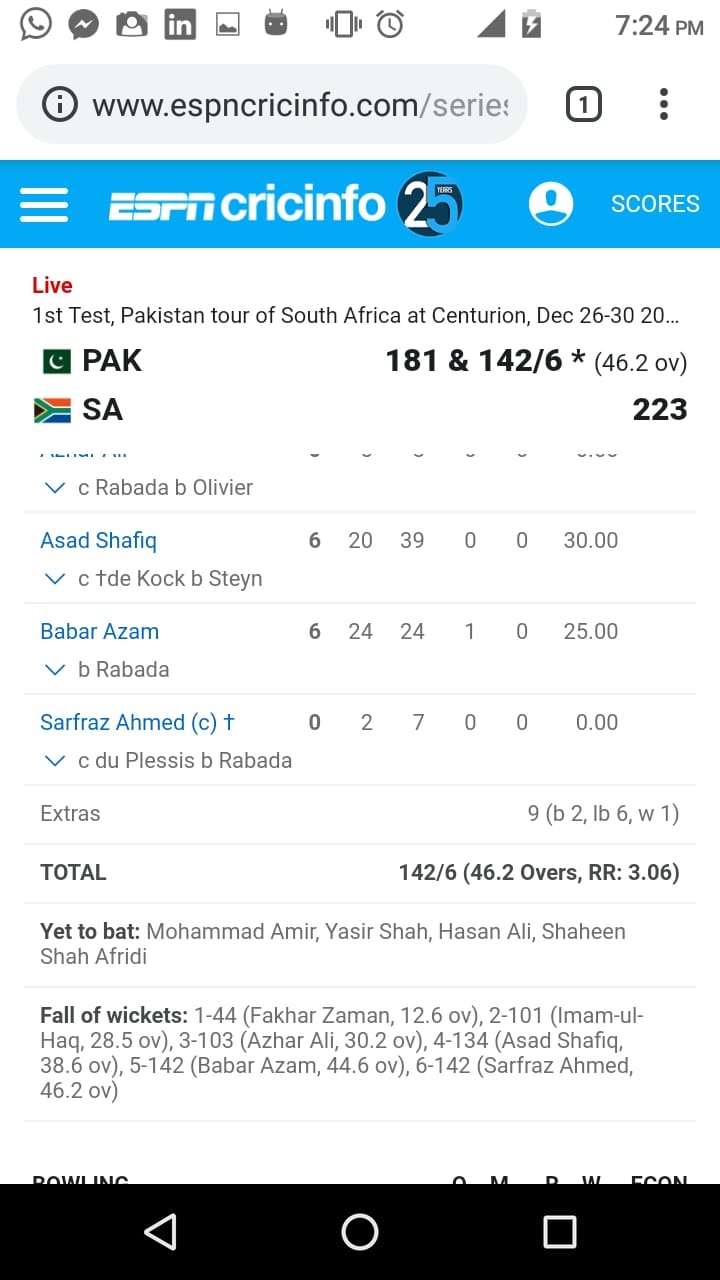 7:24 PM
www.espncricinfo.com/series
1
ESPN cricinfo 25 YEARS
SCORES
Live
1st Test, Pakistan tour of South Africa at Centurion, Dec 26-30 20...
PAK 181 & 142/6 * (46.2 ov)
SA 223
c Rabada b Olivier
Asad Shafiq 6 20 39 0 0 30.00
c †de Kock b Steyn
Babar Azam 6 24 24 1 0 25.00
b Rabada
Sarfraz Ahmed (c) † 0 2 7 0 0 0.00
c du Plessis b Rabada
Extras 9 (b 2, lb 6, w 1)
TOTAL 142/6 (46.2 Overs, RR: 3.06)
Yet to bat: Mohammad Amir, Yasir Shah, Hasan Ali, Shaheen
Shah Afridi
Fall of wickets: 1-44 (Fakhar Zaman, 12.6 ov), 2-101 (Imam-ul-
Haq, 28.5 ov), 3-103 (Azhar Ali, 30.2 ov), 4-134 (Asad Shafiq,
38.6 ov), 5-142 (Babar Azam, 44.6 ov), 6-142 (Sarfraz Ahmed,
46.2 ov)
BOWLING O M R W ECON